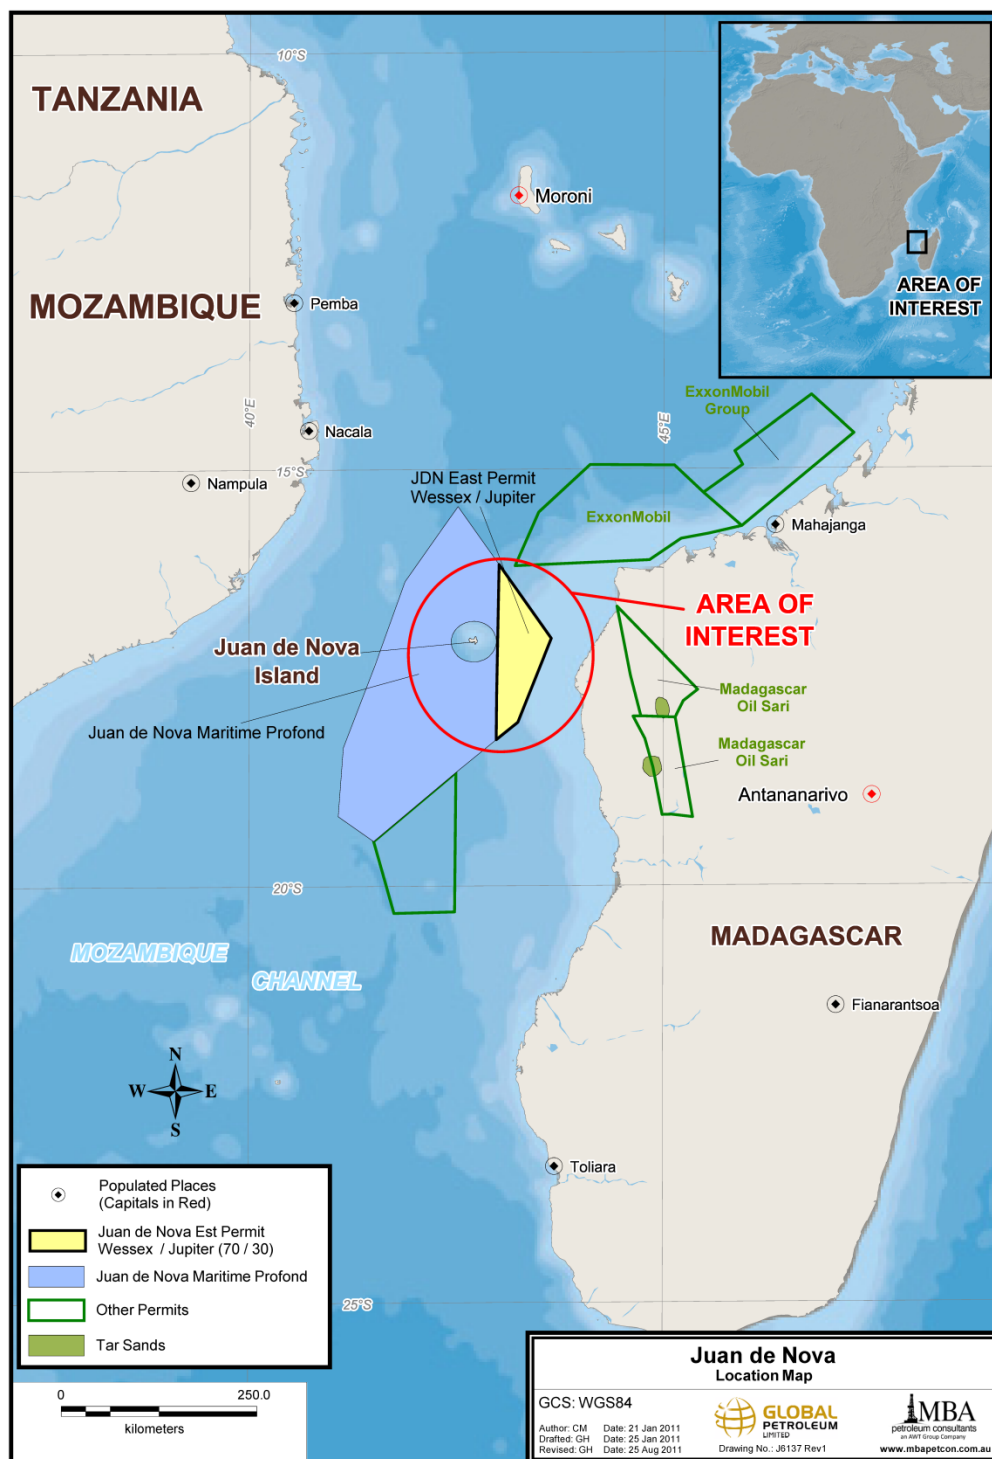 10°S
TANZANIA
Moroni
AREA OF
INTEREST
MOZAMBIQUE
Pemba
ExxonMobil
Group
40°E
45°E
Nacala
15°S
Nampula
JDN East Permit
Wessex / Jupiter
ExxonMobil
Mahajanga
AREA OF
INTEREST
Juan de Nova
Island
Madagascar
Oil Sari
Juan de Nova Maritime Profond
Madagascar
Oil Sari
Antananarivo
20°S
MOZAMBIQUE
CHANNEL
MADAGASCAR
Fianarantsoa
N
W
E
S
Toliara
Populated Places
(Capitals in Red)
Juan de Nova Est Permit
Wessex / Jupiter (70 / 30)
Juan de Nova Maritime Profond
Other Permits
Tar Sands
25°S
0
250.0
kilometers
Juan de Nova
Location Map
GCS: WGS84
Author: CM Date: 21 Jan 2011
Drafted: GH Date: 25 Jan 2011
Revised: GH Date: 25 Aug 2011
GLOBAL
PETROLEUM
LIMITED
Drawing No.: J6137 Rev1
MBA
petroleum consultants
an AWT Group Company
www.mbapetcon.com.au